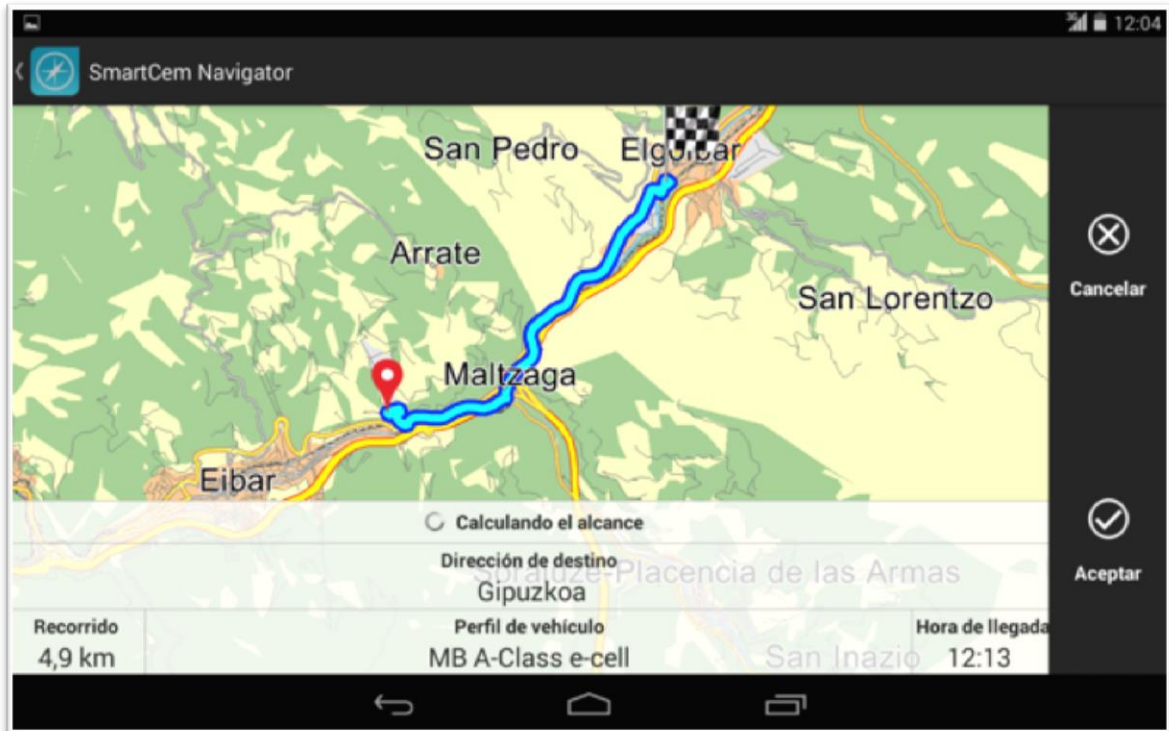 3G 12:04
SmartCem Navigator
San Pedro
Elgoibar
Arrate
San Lorentzo
Cancelar
Maltzaga
Eibar
Calculando el alcance
Dirección de destino
Soraluze-Placencia de las Armas
Gipuzkoa
Aceptar
Recorrido
Perfil de vehículo
Hora de llegada
4,9 km
MB A-Class e-cell
San Inazio
12:13